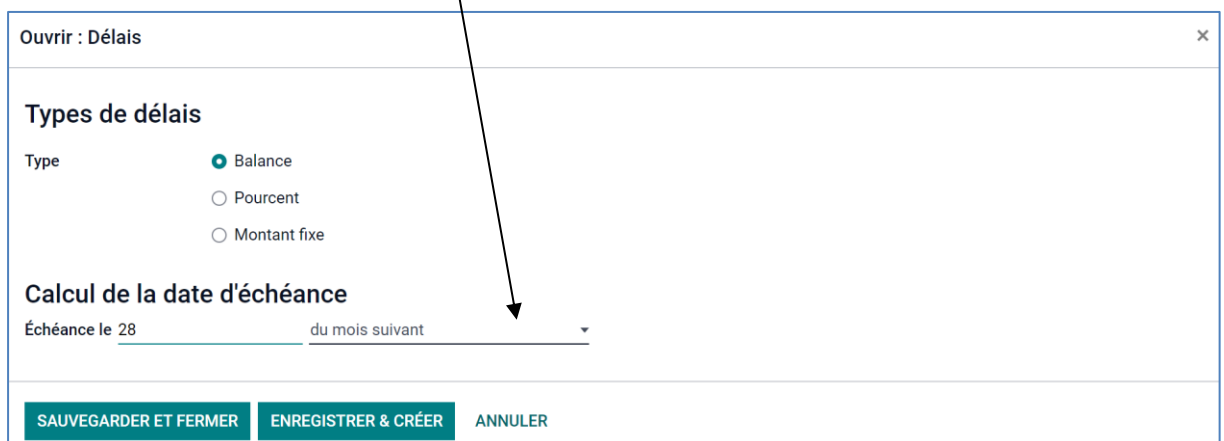 Ouvrir : Délais ×
Types de délais
Type Balance
Pourcent
Montant fixe
Calcul de la date d'échéance
Échéance le 28 du mois suivant
SAUVEGARDER ET FERMER ENREGISTRER & CRÉER ANNULER